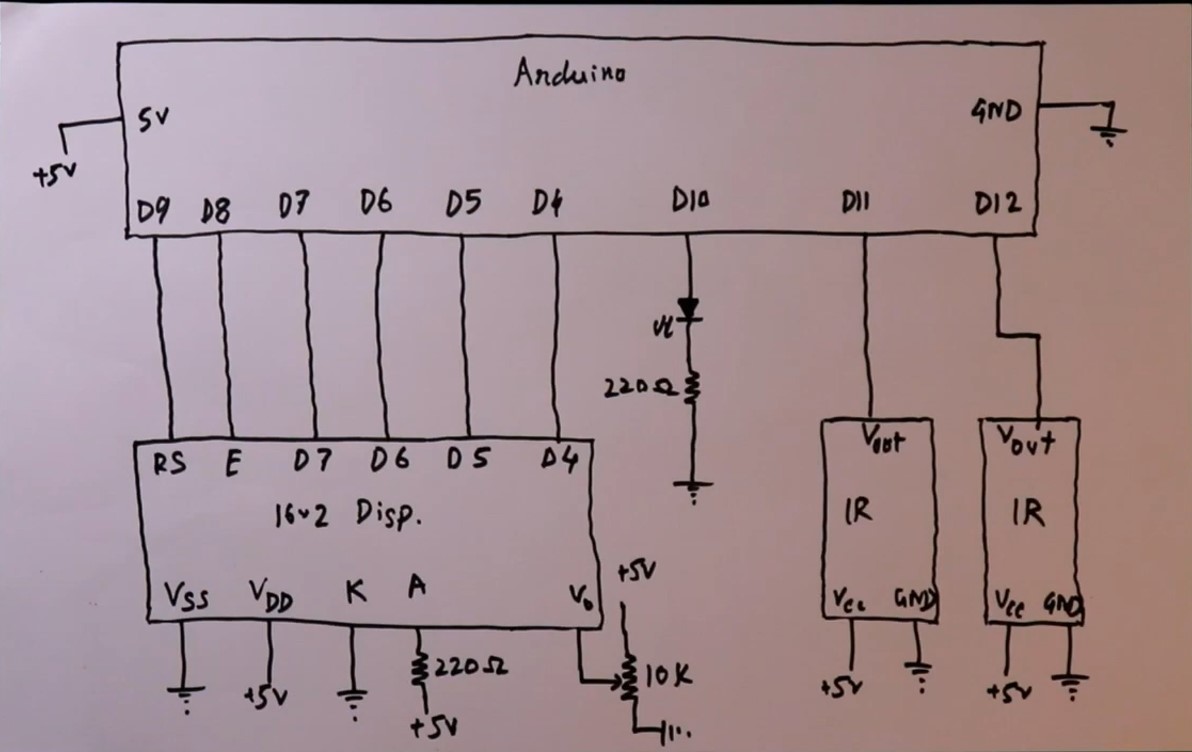 Arduino
5V GND
+5V
D9 D8 D7 D6 D5 D4 D10 D11 D12
220Ω
RS E D7 D6 D5 D4
Vout Vout
16x2 Disp.
IR IR
+5V
VSS VDD K A V0
Vcc GND Vcc GND
220Ω 10K
+5V +5V +5V +5V